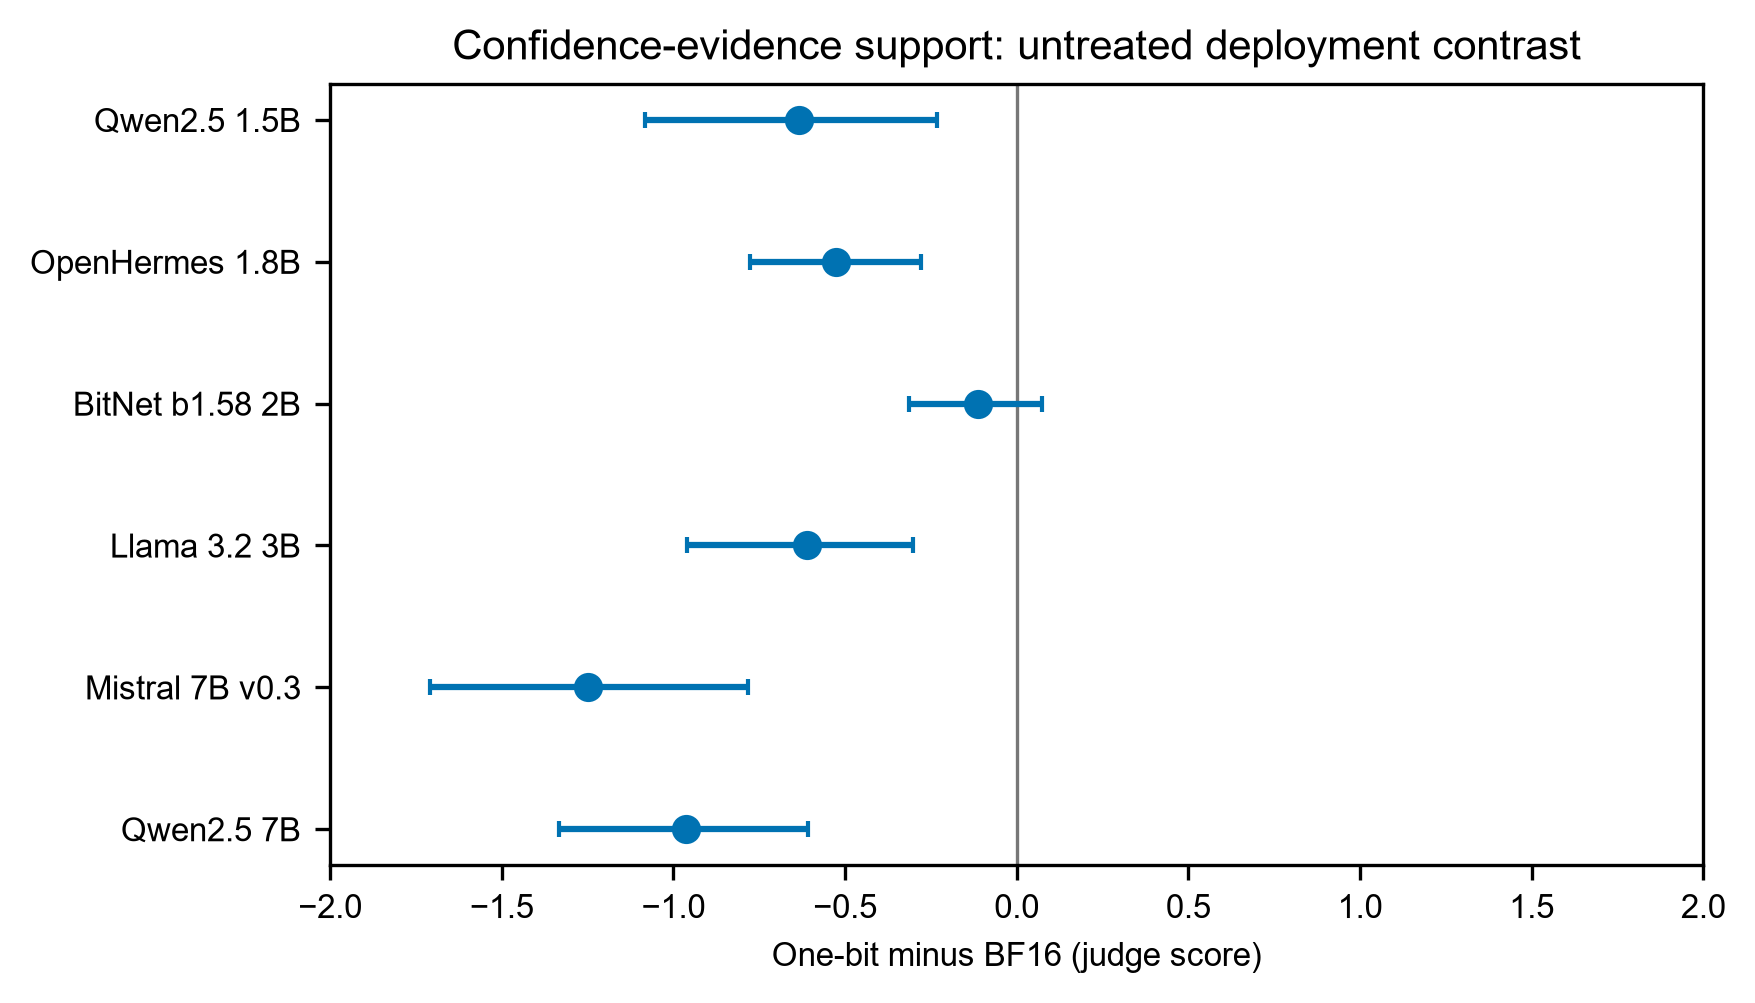 Confidence-evidence support: untreated deployment contrast
Qwen2.5 1.5B
OpenHermes 1.8B
BitNet b1.58 2B
Llama 3.2 3B
Mistral 7B v0.3
Qwen2.5 7B
−2.0 −1.5 −1.0 −0.5 0.0 0.5 1.0 1.5 2.0
One-bit minus BF16 (judge score)